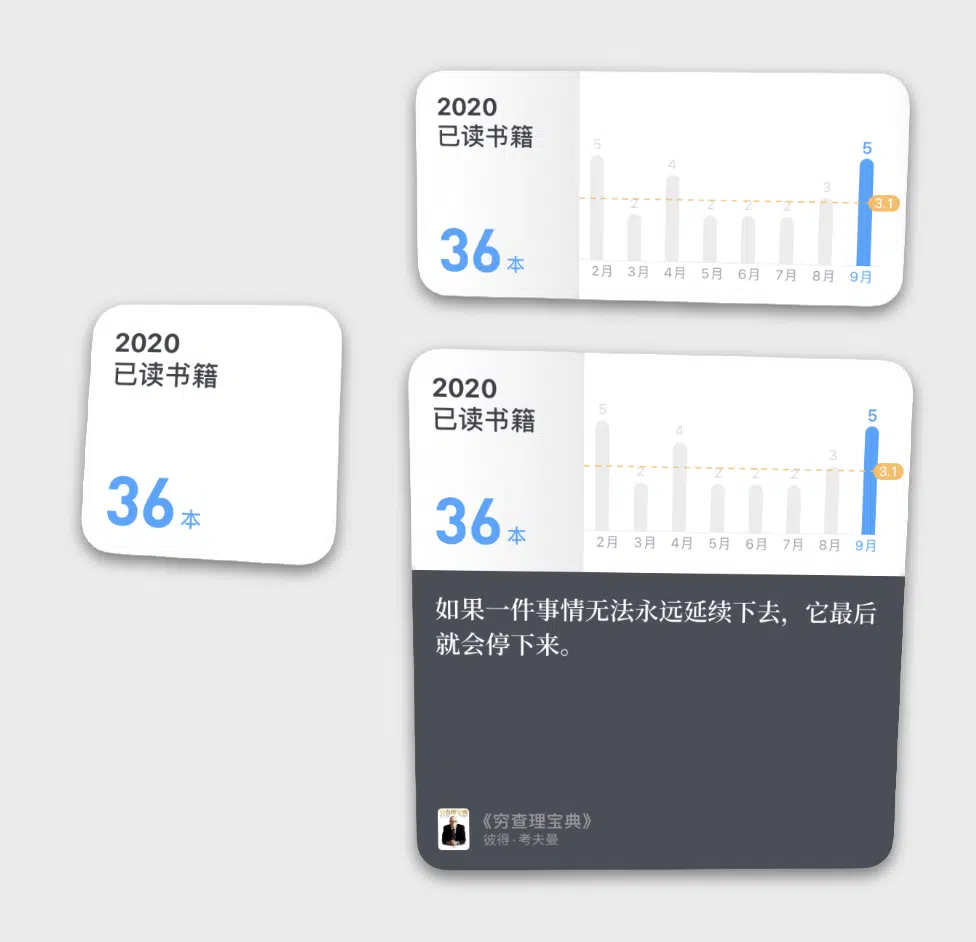 2020
已读书籍
36 本
5 2 4 2 2 2 3 5
3.1
2月 3月 4月 5月 6月 7月 8月 9月
2020
已读书籍
36 本
2020
已读书籍
36 本
5 2 4 2 2 2 3 5
3.1
2月 3月 4月 5月 6月 7月 8月 9月
如果一件事情无法永远延续下去，它最后
就会停下来。
《穷查理宝典》
彼得·考夫曼